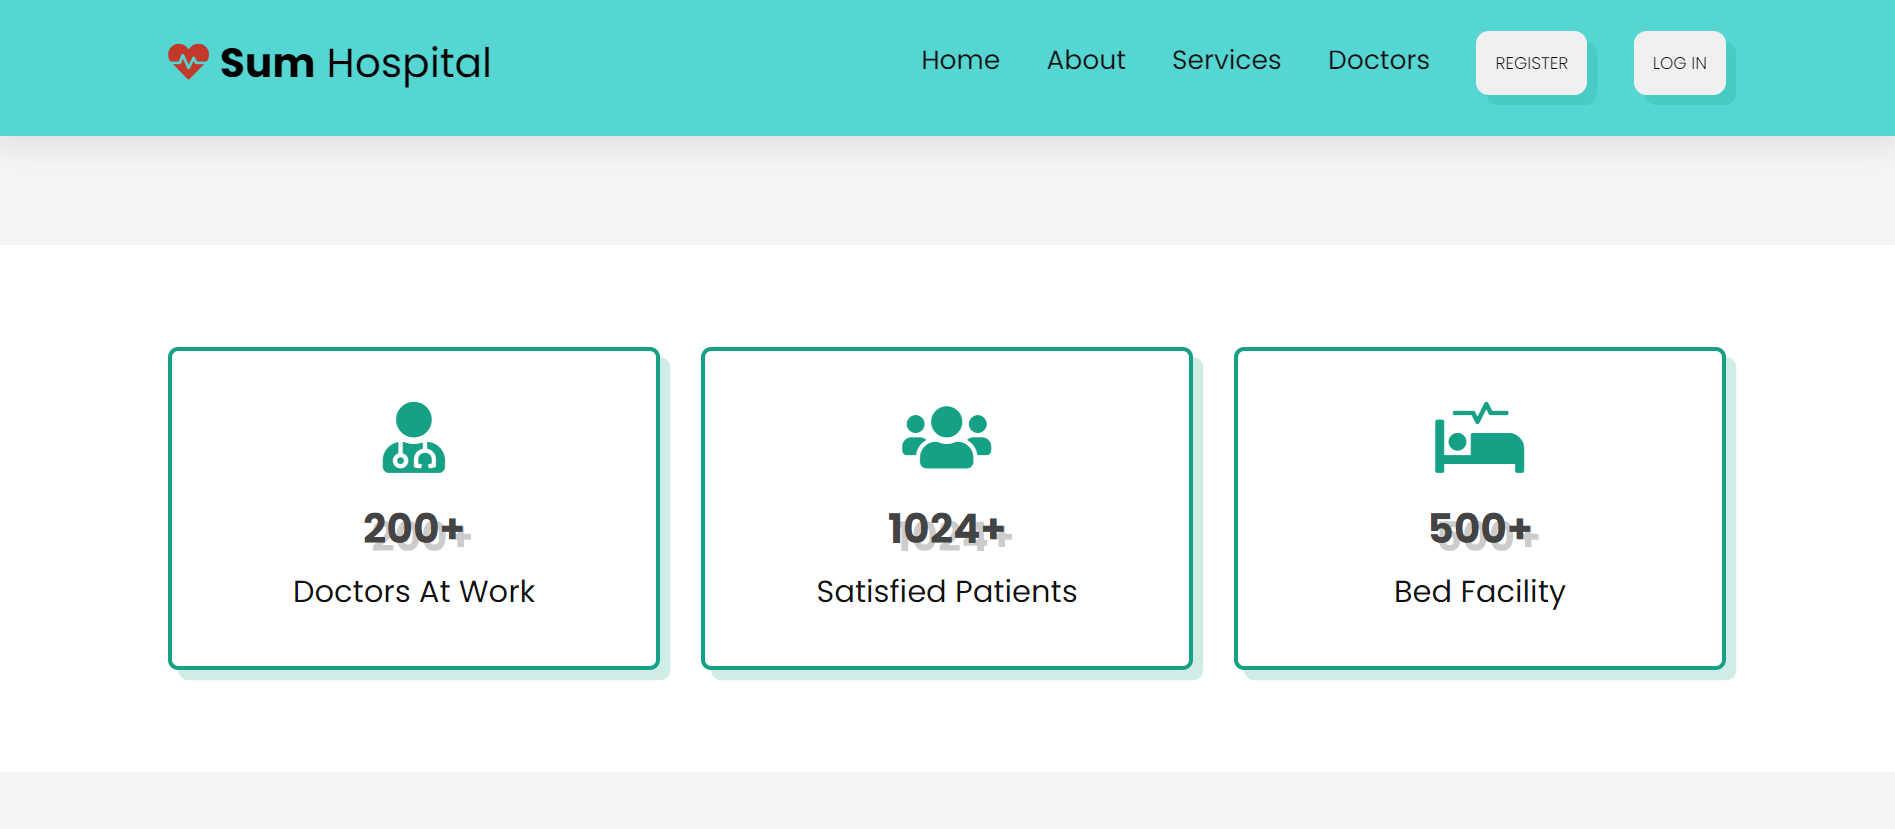 Sum Hospital
Home About Services Doctors REGISTER LOG IN
200+
Doctors At Work
1024+
Satisfied Patients
500+
Bed Facility